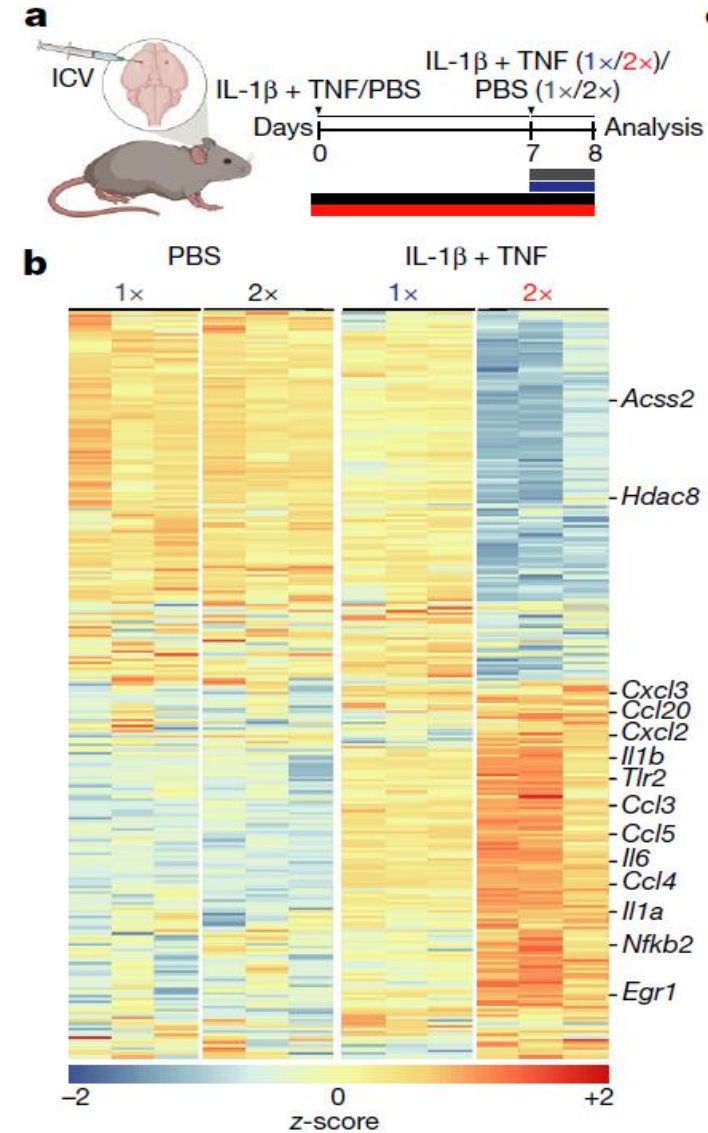 a
ICV
IL-1β + TNF (1×/2×)/
IL-1β + TNF/PBS PBS (1×/2×)
Days Analysis
0 7 8
b
PBS IL-1β + TNF
1× 2× 1× 2×
Acss2
Hdac8
Cxcl3
Ccl20
Cxcl2
Il1b
Tlr2
Ccl3
Ccl5
Il6
Ccl4
Il1a
Nfkb2
Egr1
−2 0 +2
z-score